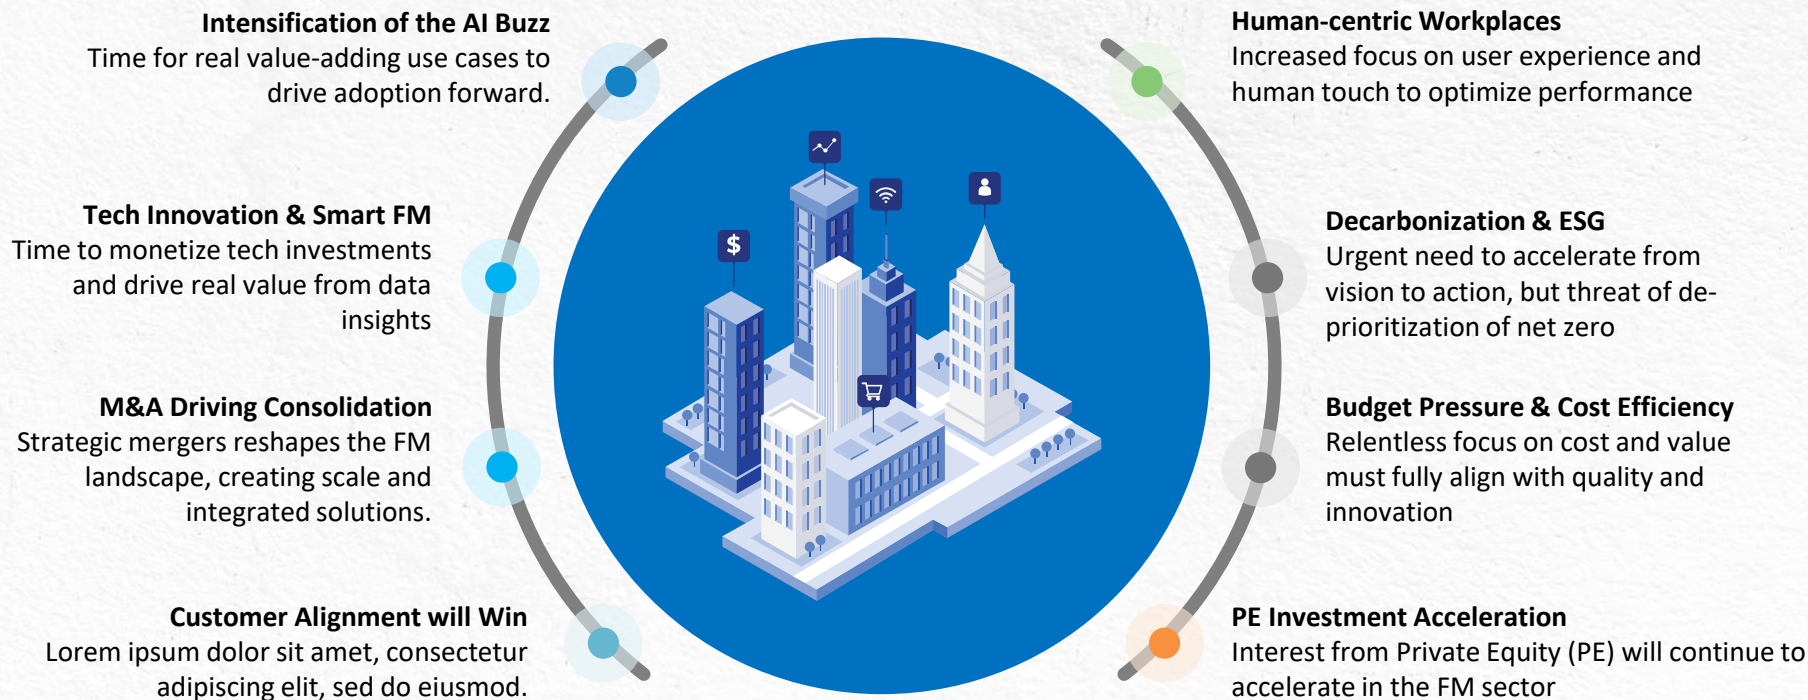 Intensification of the AI Buzz
Time for real value-adding use cases to
drive adoption forward.
Tech Innovation & Smart FM
Time to monetize tech investments
and drive real value from data
insights
M&A Driving Consolidation
Strategic mergers reshapes the FM
landscape, creating scale and
integrated solutions.
Customer Alignment will Win
Lorem ipsum dolor sit amet, consectetur
adipiscing elit, sed do eiusmod.
$
Human-centric Workplaces
Increased focus on user experience and
human touch to optimize performance
Decarbonization & ESG
Urgent need to accelerate from
vision to action, but threat of de-
prioritization of net zero
Budget Pressure & Cost Efficiency
Relentless focus on cost and value
must fully align with quality and
innovation
PE Investment Acceleration
Interest from Private Equity (PE) will continue to
accelerate in the FM sector